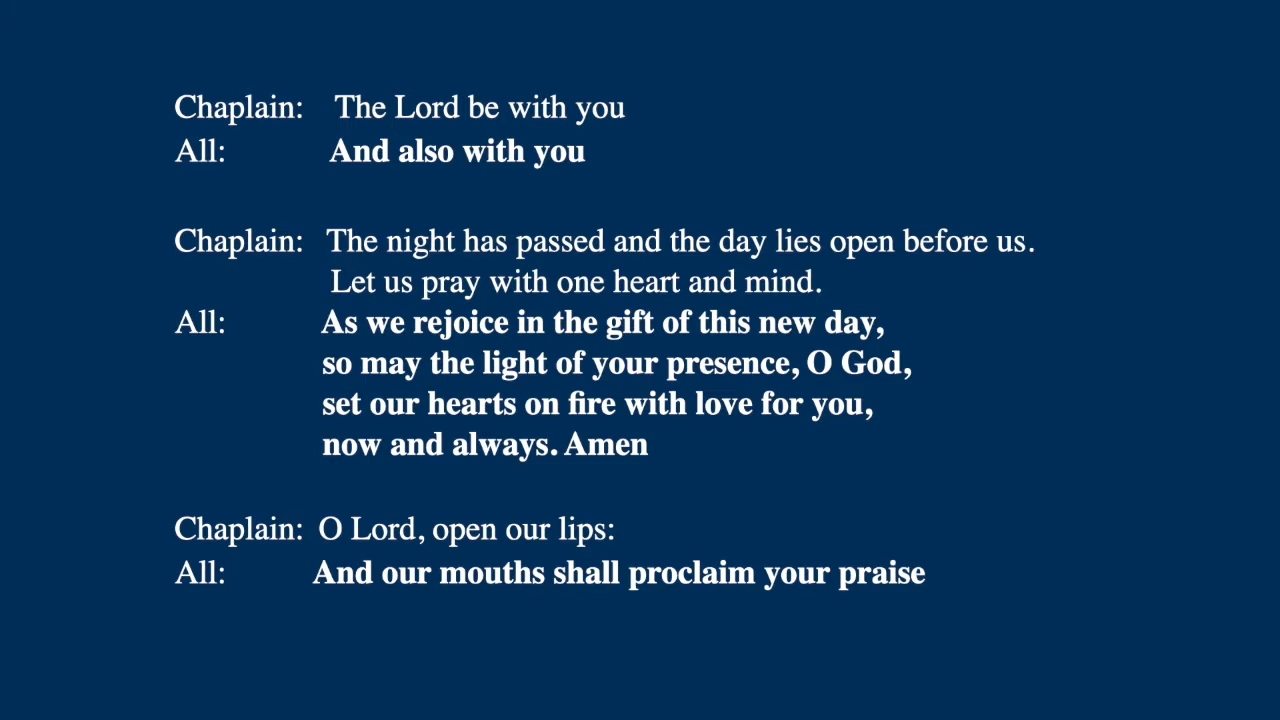 Chaplain: The Lord be with you
All: And also with you
Chaplain: The night has passed and the day lies open before us.
Let us pray with one heart and mind.
All: As we rejoice in the gift of this new day,
so may the light of your presence, O God,
set our hearts on fire with love for you,
now and always. Amen
Chaplain: O Lord, open our lips:
All: And our mouths shall proclaim your praise